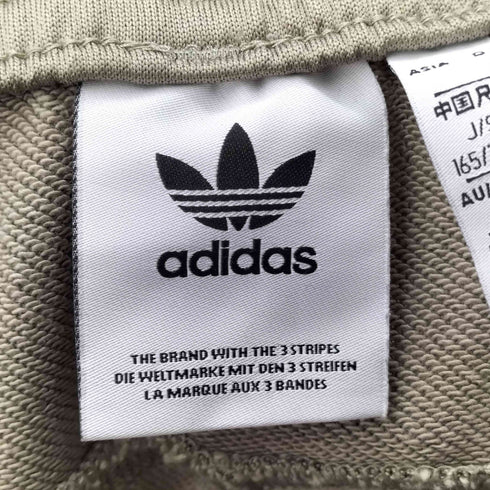 adidas
THE BRAND WITH THE 3 STRIPES
DIE WELTMARKE MIT DEN 3 STREIFEN
LA MARQUE AUX 3 BANDES
ASIA
中国
J/
165/